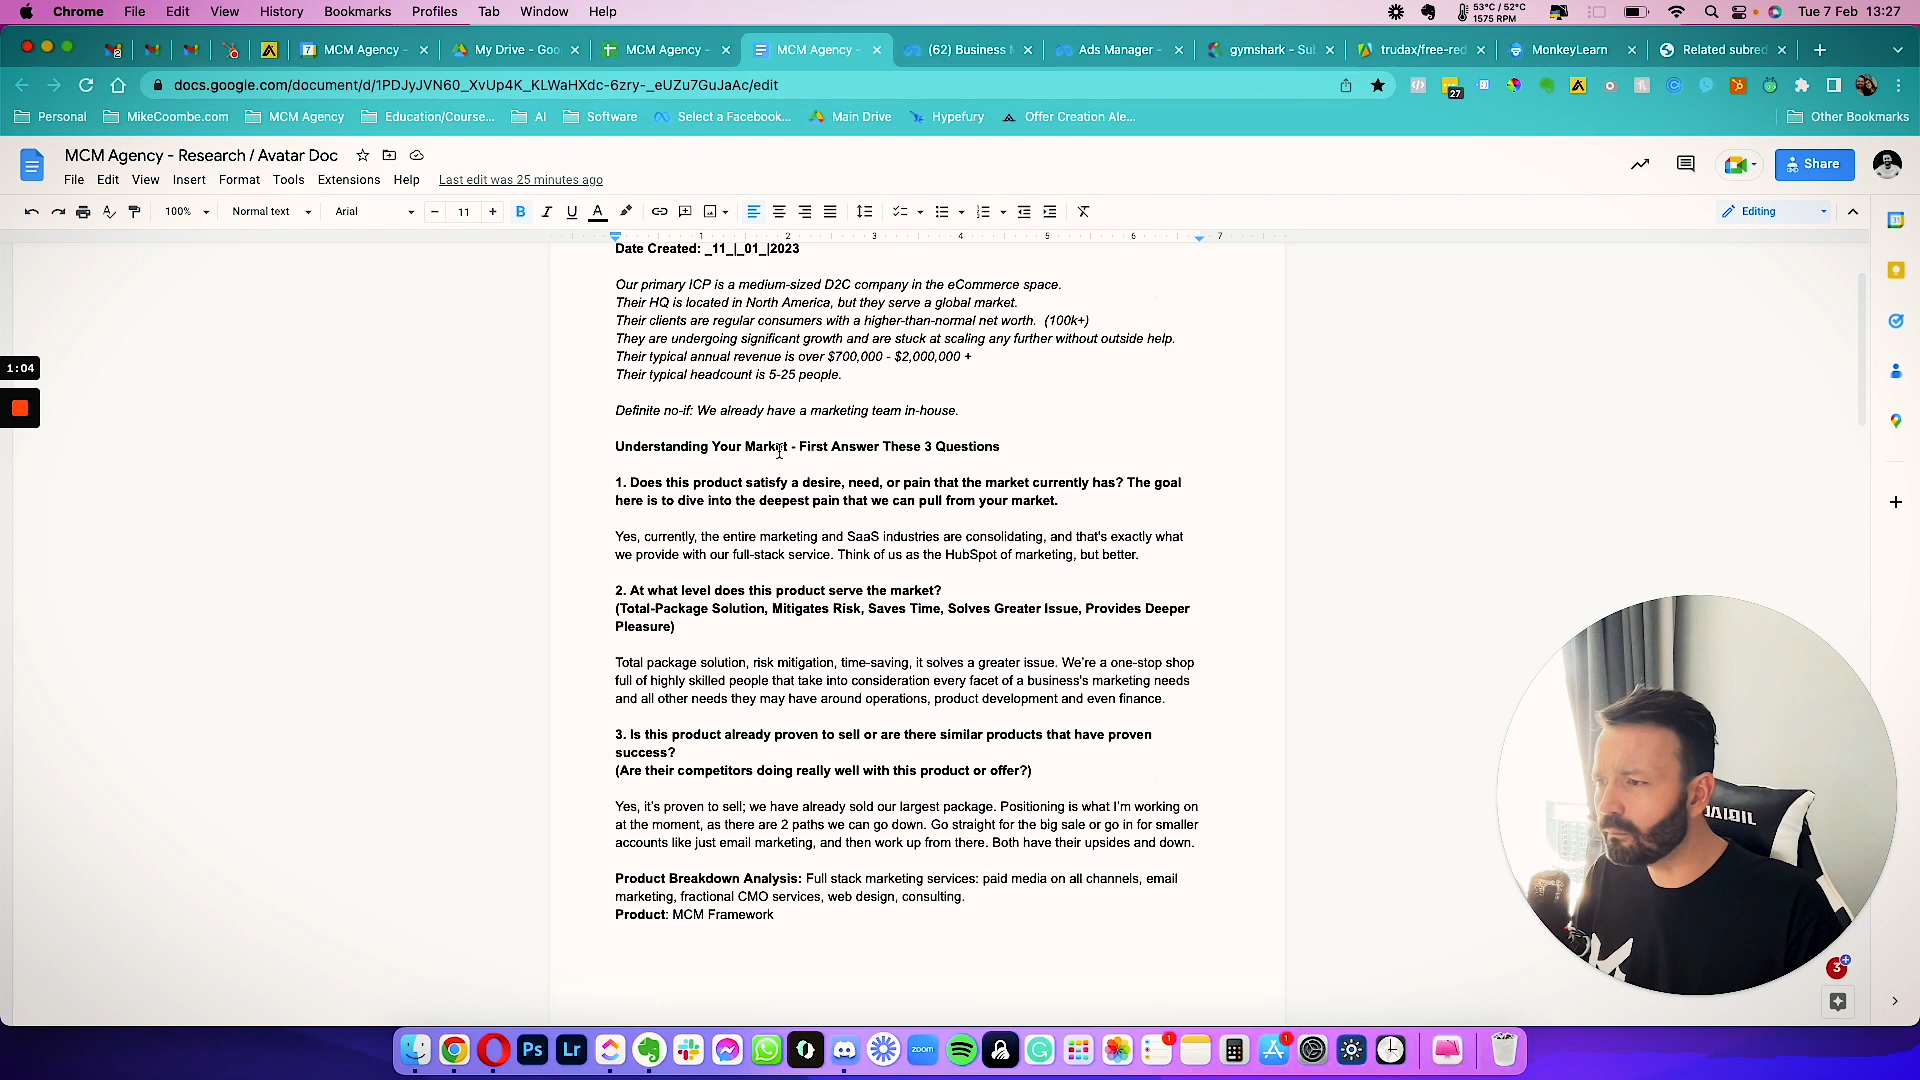 Chrome File Edit View History Bookmarks Profiles Tab Window Help 53°C / 52°C 1575 RPM Tue 7 Feb 13:27
MCM Agency - My Drive - Goo MCM Agency - MCM Agency - (62) Business M Ads Manager - gymshark - Sub trudax/free-red MonkeyLearn Related subred
docs.google.com/document/d/1PDJyJVN60_XvUp4K_KLWaHXdc-6zry-_eUZu7GuJaAc/edit 27
Personal MikeCoombe.com MCM Agency Education/Course... AI Software Select a Facebook... Main Drive Hypefury Offer Creation Ale... Other Bookmarks
MCM Agency - Research / Avatar Doc
File Edit View Insert Format Tools Extensions Help Last edit was 25 minutes ago Share
100% Normal text Arial 11 B I U A Editing
1 2 3 4 5 6 7
Date Created: _11_|_01_|2023
Our primary ICP is a medium-sized D2C company in the eCommerce space.
Their HQ is located in North America, but they serve a global market.
Their clients are regular consumers with a higher-than-normal net worth. (100k+)
They are undergoing significant growth and are stuck at scaling any further without outside help.
Their typical annual revenue is over $700,000 - $2,000,000 +
Their typical headcount is 5-25 people.
1:04
Definite no-if: We already have a marketing team in-house.
Understanding Your Market - First Answer These 3 Questions
1. Does this product satisfy a desire, need, or pain that the market currently has? The goal
here is to dive into the deepest pain that we can pull from your market.
Yes, currently, the entire marketing and SaaS industries are consolidating, and that's exactly what
we provide with our full-stack service. Think of us as the HubSpot of marketing, but better.
2. At what level does this product serve the market?
(Total-Package Solution, Mitigates Risk, Saves Time, Solves Greater Issue, Provides Deeper
Pleasure)
Total package solution, risk mitigation, time-saving, it solves a greater issue. We're a one-stop shop
full of highly skilled people that take into consideration every facet of a business's marketing needs
and all other needs they may have around operations, product development and even finance.
3. Is this product already proven to sell or are there similar products that have proven
success?
(Are their competitors doing really well with this product or offer?)
Yes, it's proven to sell; we have already sold our largest package. Positioning is what I'm working on
at the moment, as there are 2 paths we can go down. Go straight for the big sale or go in for smaller
accounts like just email marketing, and then work up from there. Both have their upsides and down.
Product Breakdown Analysis: Full stack marketing services: paid media on all channels, email
marketing, fractional CMO services, web design, consulting.
Product: MCM Framework
3
Ps Lr zoom 1 1